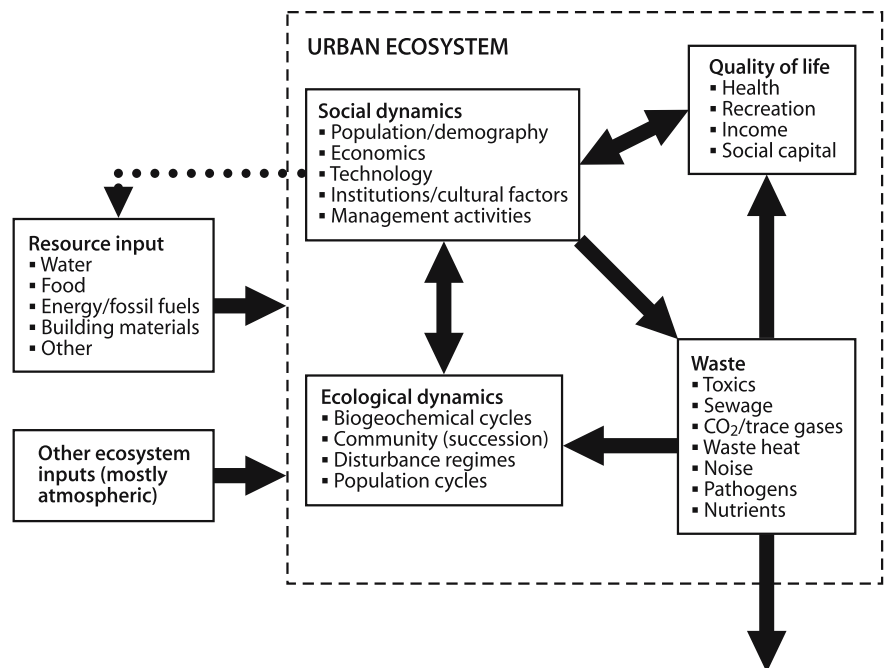 URBAN ECOSYSTEM
Quality of life
▪ Health
▪ Recreation
▪ Income
▪ Social capital
Social dynamics
▪ Population/demography
▪ Economics
▪ Technology
▪ Institutions/cultural factors
▪ Management activities
Resource input
▪ Water
▪ Food
▪ Energy/fossil fuels
▪ Building materials
▪ Other
Ecological dynamics
▪ Biogeochemical cycles
▪ Community (succession)
▪ Disturbance regimes
▪ Population cycles
Waste
▪ Toxics
▪ Sewage
▪ CO₂/trace gases
▪ Waste heat
▪ Noise
▪ Pathogens
▪ Nutrients
Other ecosystem
inputs (mostly
atmospheric)